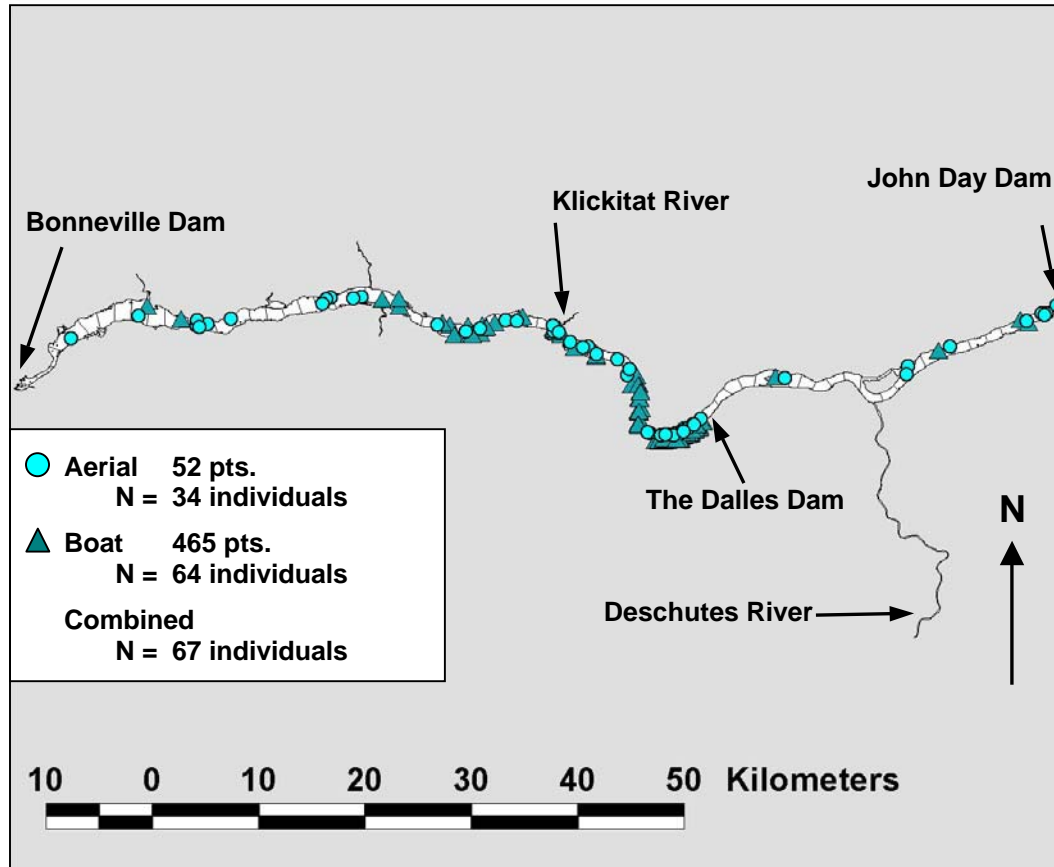 John Day Dam
Klickitat River
Bonneville Dam
Aerial 52 pts.
N = 34 individuals
Boat 465 pts.
N = 64 individuals
Combined
N = 67 individuals
The Dalles Dam
N
Deschutes River
10 0 10 20 30 40 50 Kilometers